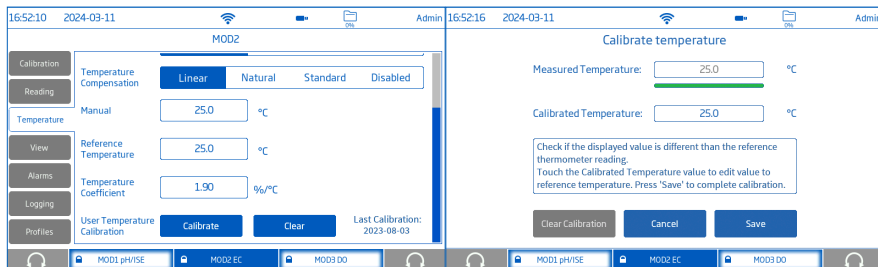 16:52:10 2024-03-11 0% Admin
MOD2
Calibration
Reading
Temperature
View
Alarms
Logging
Profiles
Temperature
Compensation
Linear Natural Standard Disabled
Manual 25.0 °C
Reference
Temperature
25.0 °C
Temperature
Coefficient
1.90 %/°C
User Temperature
Calibration
Calibrate Clear
Last Calibration:
2023-08-03
MOD1 pH/ISE MOD2 EC MOD3 DO
16:52:16 2024-03-11 0% Admin
Calibrate temperature
Measured Temperature: 25.0 °C
Calibrated Temperature: 25.0 °C
Check if the displayed value is different than the reference
thermometer reading.
Touch the Calibrated Temperature value to edit value to
reference temperature. Press 'Save' to complete calibration.
Clear Calibration Cancel Save
MOD1 pH/ISE MOD2 EC MOD3 DO